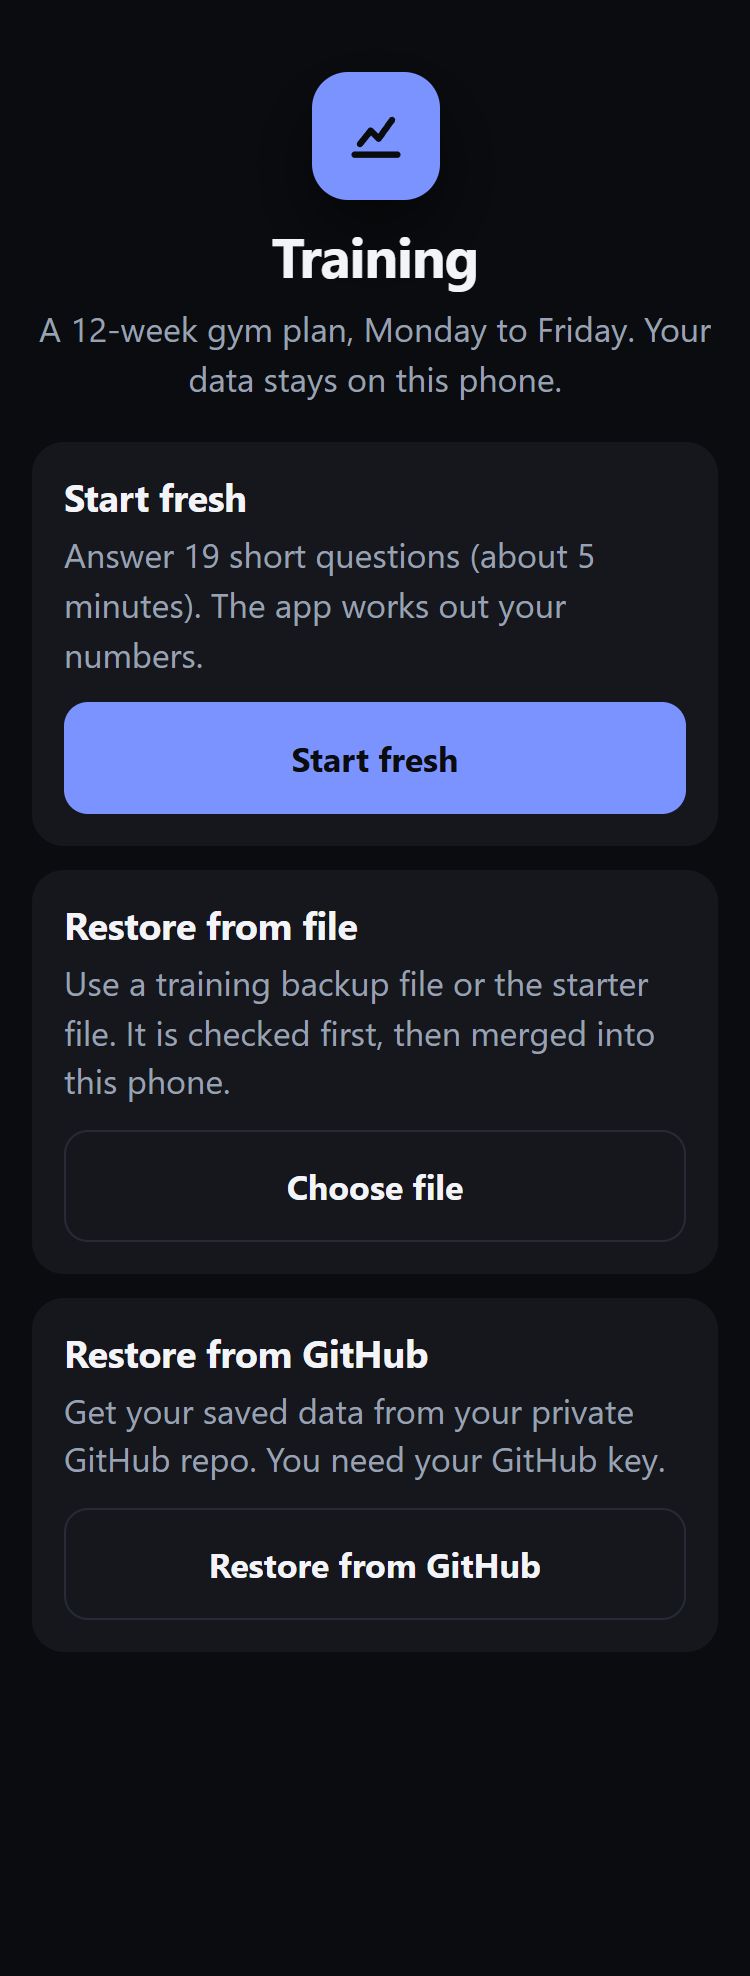 Training
A 12-week gym plan, Monday to Friday. Your
data stays on this phone.
Start fresh
Answer 19 short questions (about 5
minutes). The app works out your
numbers.
Start fresh
Restore from file
Use a training backup file or the starter
file. It is checked first, then merged into
this phone.
Choose file
Restore from GitHub
Get your saved data from your private
GitHub repo. You need your GitHub key.
Restore from GitHub